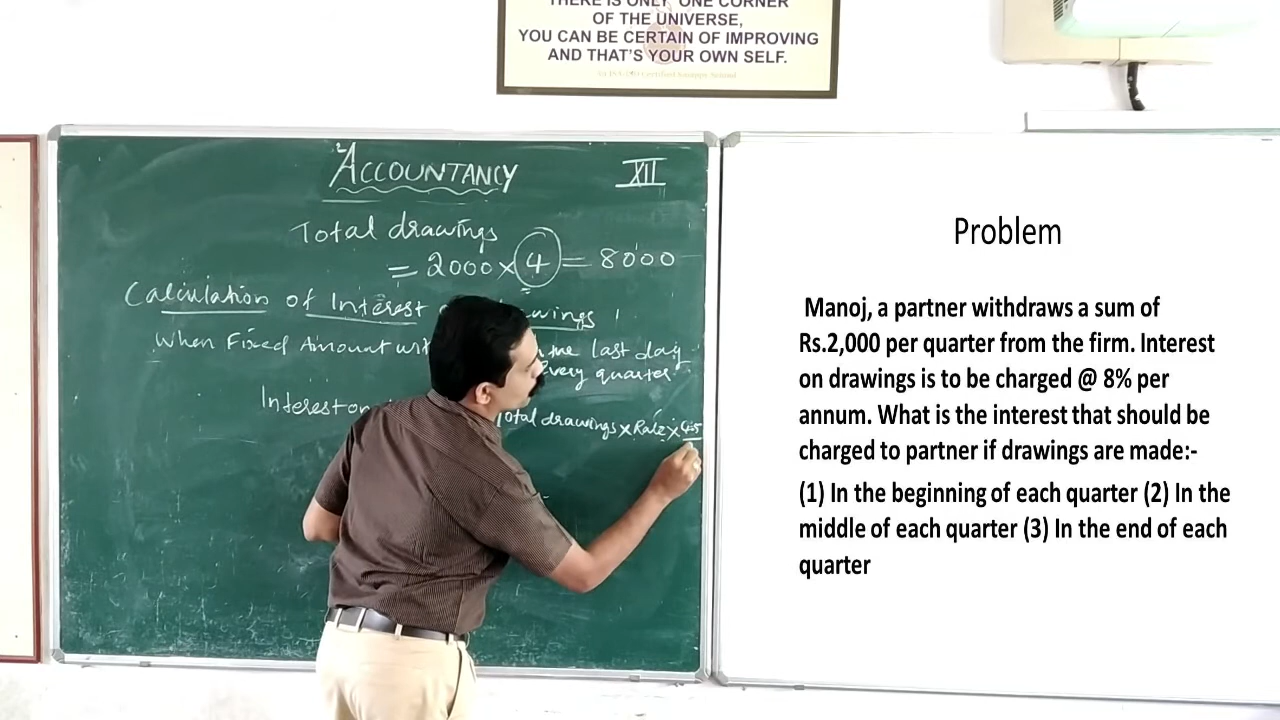 THERE IS ONLY ONE CORNER
OF THE UNIVERSE,
YOU CAN BE CERTAIN OF IMPROVING
AND THAT'S YOUR OWN SELF.
ACCOUNTANCY
XII
Total drawings
= 2000 × 4 = 8000
Calculation of Interest drawings
When Fixed Amount the last day
Every quarter
Interest on
Total drawings × Rate × 4.5
Problem
Manoj, a partner withdraws a sum of
Rs.2,000 per quarter from the firm. Interest
on drawings is to be charged @ 8% per
annum. What is the interest that should be
charged to partner if drawings are made:-
(1) In the beginning of each quarter (2) In the
middle of each quarter (3) In the end of each
quarter